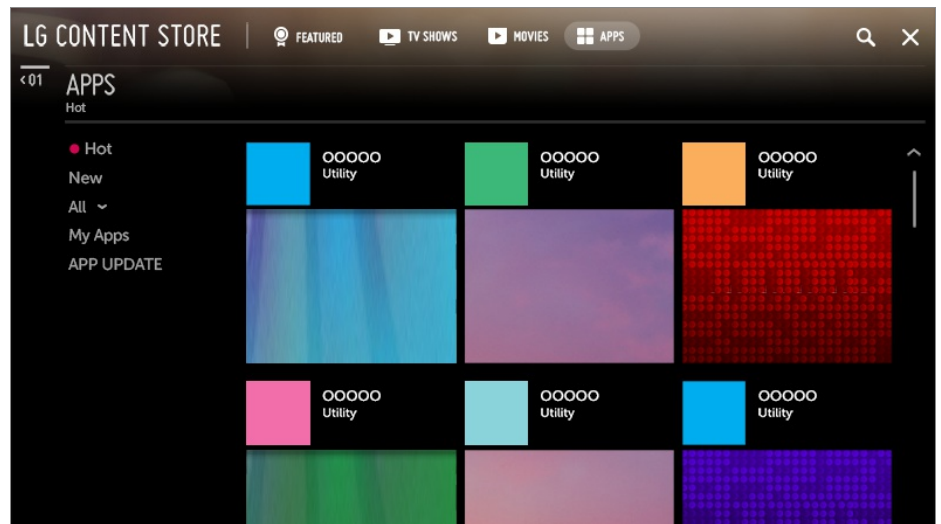 LG CONTENT STORE
FEATURED
TV SHOWS
MOVIES
APPS
<01
APPS
Hot
Hot
New
All
My Apps
APP UPDATE
OOOOO
Utility
OOOOO
Utility
OOOOO
Utility
OOOOO
Utility
OOOOO
Utility
OOOOO
Utility